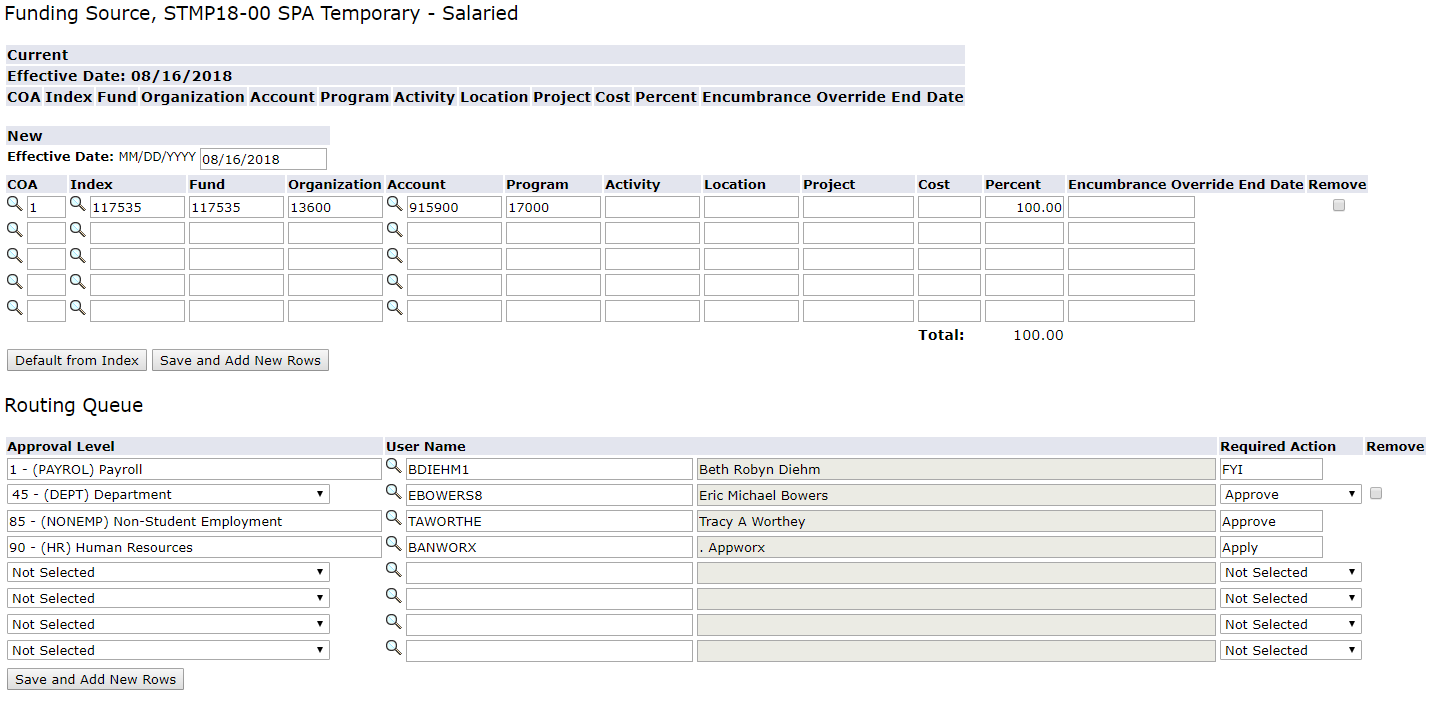 Funding Source, STMP18-00 SPA Temporary - Salaried
Current
Effective Date: 08/16/2018
COA Index Fund Organization Account Program Activity Location Project Cost Percent Encumbrance Override End Date
New
Effective Date: MM/DD/YYYY 08/16/2018
COA Index Fund Organization Account Program Activity Location Project Cost Percent Encumbrance Override End Date Remove
1 117535 117535 13600 915900 17000 100.00
Total: 100.00
Default from Index Save and Add New Rows
Routing Queue
Approval Level User Name Required Action Remove
1 - (PAYROL) Payroll BDIEHM1 Beth Robyn Diehm FYI
45 - (DEPT) Department EBOWERS8 Eric Michael Bowers Approve
85 - (NONEMP) Non-Student Employment TAWORTHE Tracy A Worthey Approve
90 - (HR) Human Resources BANWORX . Appworx Apply
Not Selected Not Selected
Not Selected Not Selected
Not Selected Not Selected
Not Selected Not Selected
Save and Add New Rows